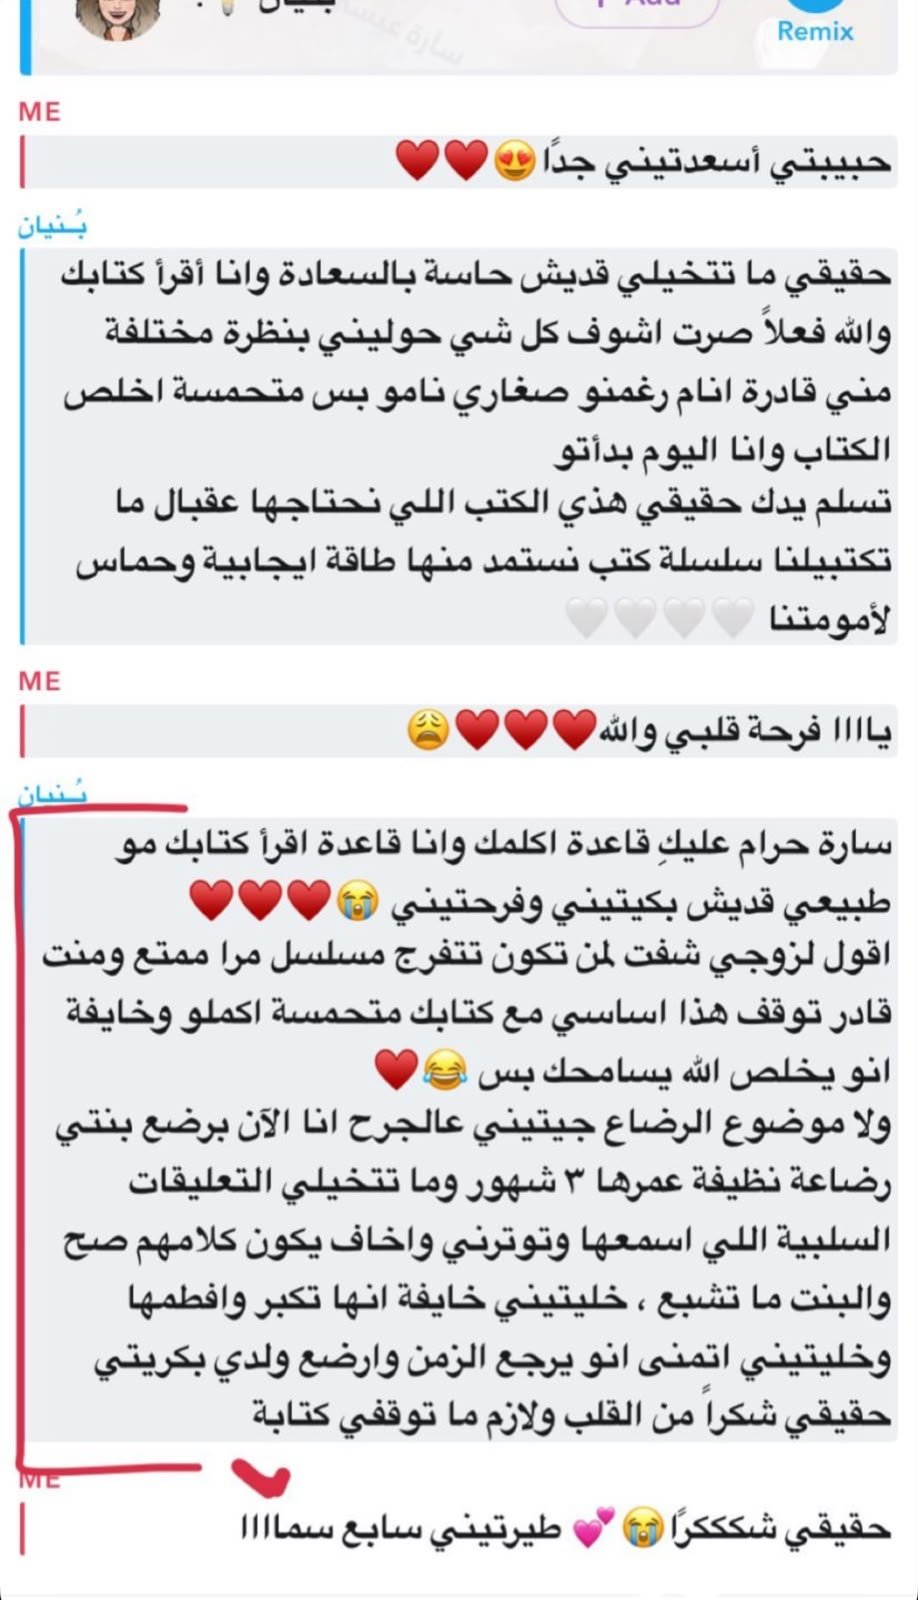 بُنيان
Add
Remix
ME
حبيبتي أسعدتيني جدًا😍♥️♥️
بُنيان
حقيقي ما تتخيلي قديش حاسة بالسعادة وانا أقرأ كتابك
والله فعلاً صرت اشوف كل شي حوليني بنظرة مختلفة
مني قادرة انام رغمنو صغاري نامو بس متحمسة اخلص
الكتاب وانا اليوم بدأتو
تسلم يدك حقيقي هذي الكتب اللي نحتاجها عقبال ما
تكتبيلنا سلسلة كتب نستمد منها طاقة ايجابية وحماس
لأمومتنا 🤍🤍🤍🤍
ME
ياااا فرحة قلبي والله♥️♥️♥️😩
بُنيان
سارة حرام عليكِ قاعدة اكلمك وانا قاعدة اقرأ كتابك مو
طبيعي قديش بكيتيني وفرحتيني 😭♥️♥️♥️
اقول لزوجي شفت لمن تكون تتفرج مسلسل مرا ممتع ومنت
قادر توقف هذا اساسي مع كتابك متحمسة اكملو وخايفة
انو يخلص الله يسامحك بس 😂♥️
ولا موضوع الرضاع جيتيني عالجرح انا الآن برضع بنتي
رضاعة نظيفة عمرها ٣ شهور وما تتخيلي التعليقات
السلبية اللي اسمعها وتوترني واخاف يكون كلامهم صح
والبنت ما تشبع ، خليتيني خايفة انها تكبر وافطمها
وخليتيني اتمنى انو يرجع الزمن وارضع ولدي بكريتي
حقيقي شكراً من القلب ولازم ما توقفي كتابة
ME
حقيقي شككككرًا😭💕 طيرتيني سابع سماااا